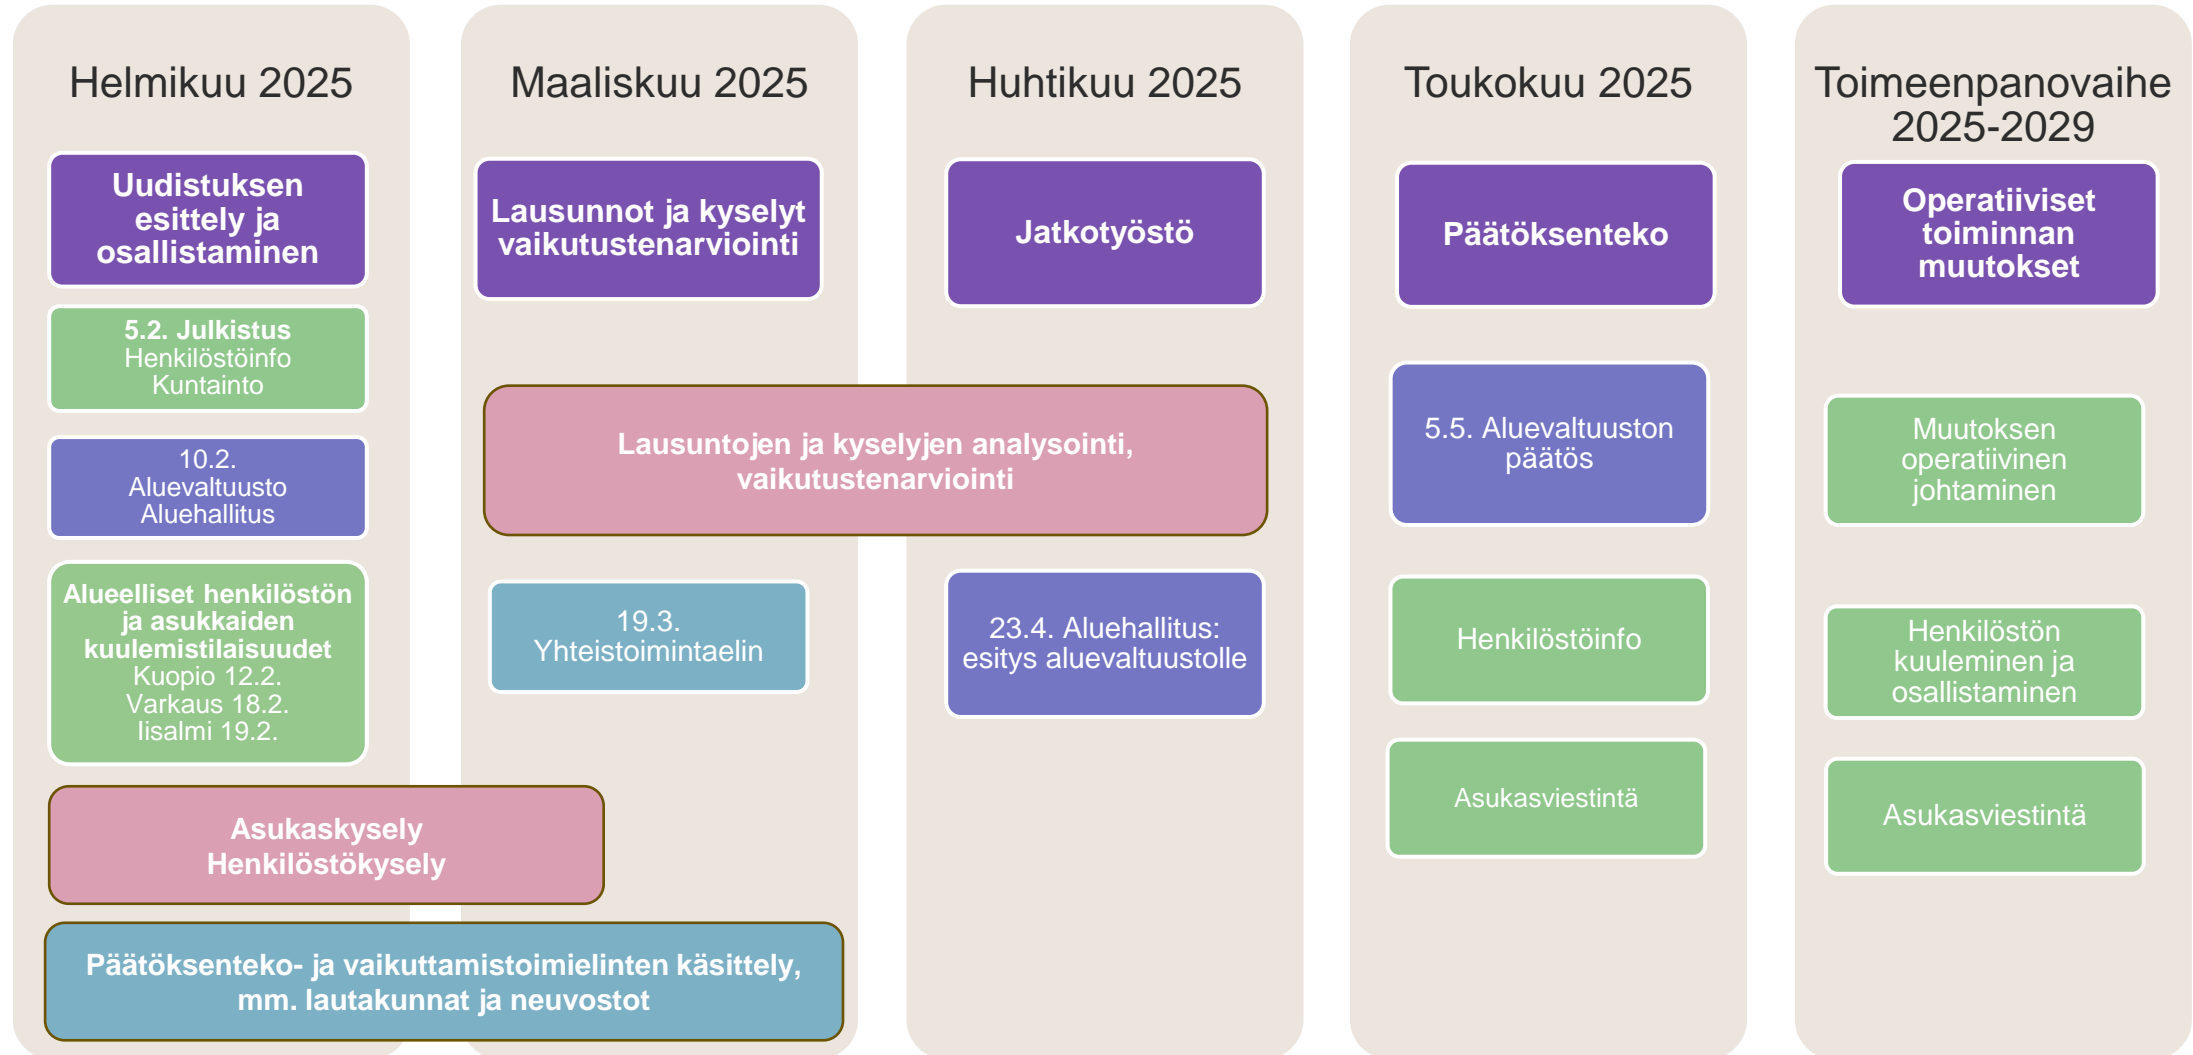 Helmikuu 2025
Uudistuksen
esittely ja
osallistaminen
5.2. Julkistus
Henkilöstöinfo
Kuntainto
10.2.
Aluevaltuusto
Aluehallitus
Alueelliset henkilöstön
ja asukkaiden
kuulemistilaisuudet
Kuopio 12.2.
Varkaus 18.2.
Iisalmi 19.2.
Asukaskysely
Henkilöstökysely
Päätöksenteko- ja vaikuttamistoimielinten käsittely,
mm. lautakunnat ja neuvostot
Maaliskuu 2025
Lausunnot ja kyselyt
vaikutustenarviointi
Lausuntojen ja kyselyjen analysointi,
vaikutustenarviointi
19.3.
Yhteistoimintaelin
Huhtikuu 2025
Jatkotyöstö
23.4. Aluehallitus:
esitys aluevaltuustolle
Toukokuu 2025
Päätöksenteko
5.5. Aluevaltuuston
päätös
Henkilöstöinfo
Asukasviestintä
Toimeenpanovaihe
2025-2029
Operatiiviset
toiminnan
muutokset
Muutoksen
operatiivinen
johtaminen
Henkilöstön
kuuleminen ja
osallistaminen
Asukasviestintä